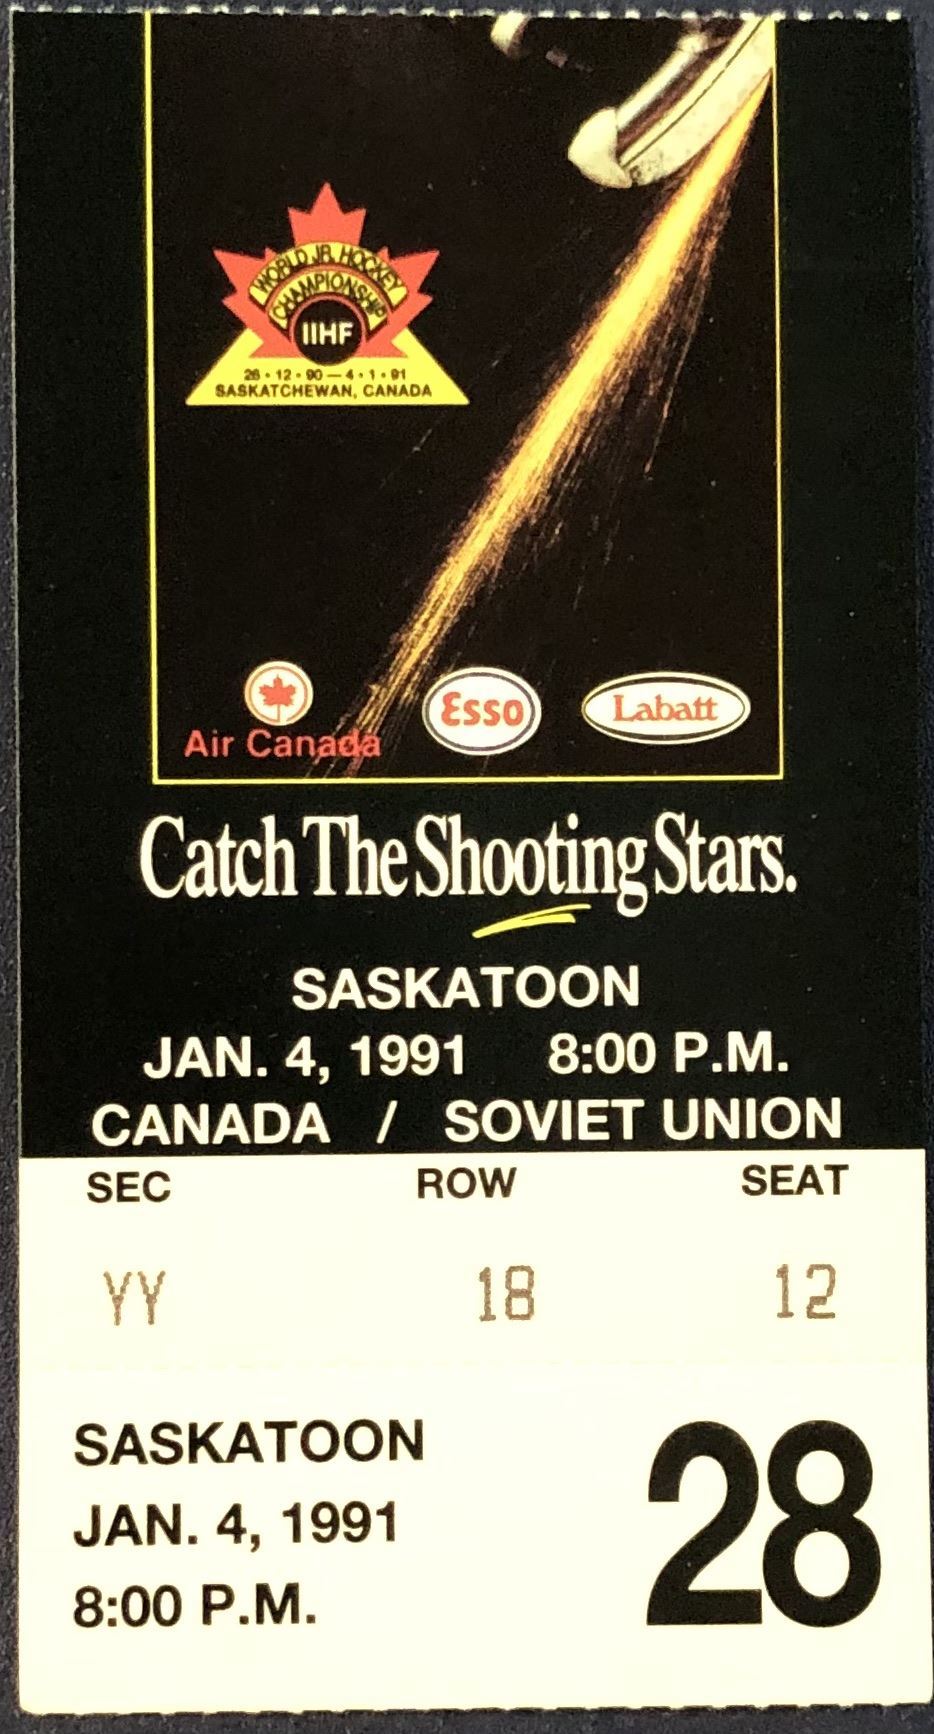 WORLD JR. HOCKEY
CHAMPIONSHIP
IIHF
26 • 12 • 90 — 4 • 1 • 91
SASKATCHEWAN, CANADA
Air Canada
Esso
Labatt
Catch The Shooting Stars.
SASKATOON
JAN. 4, 1991 8:00 P.M.
CANADA / SOVIET UNION
SEC ROW SEAT
YY 18 12
SASKATOON
JAN. 4, 1991
8:00 P.M.
28